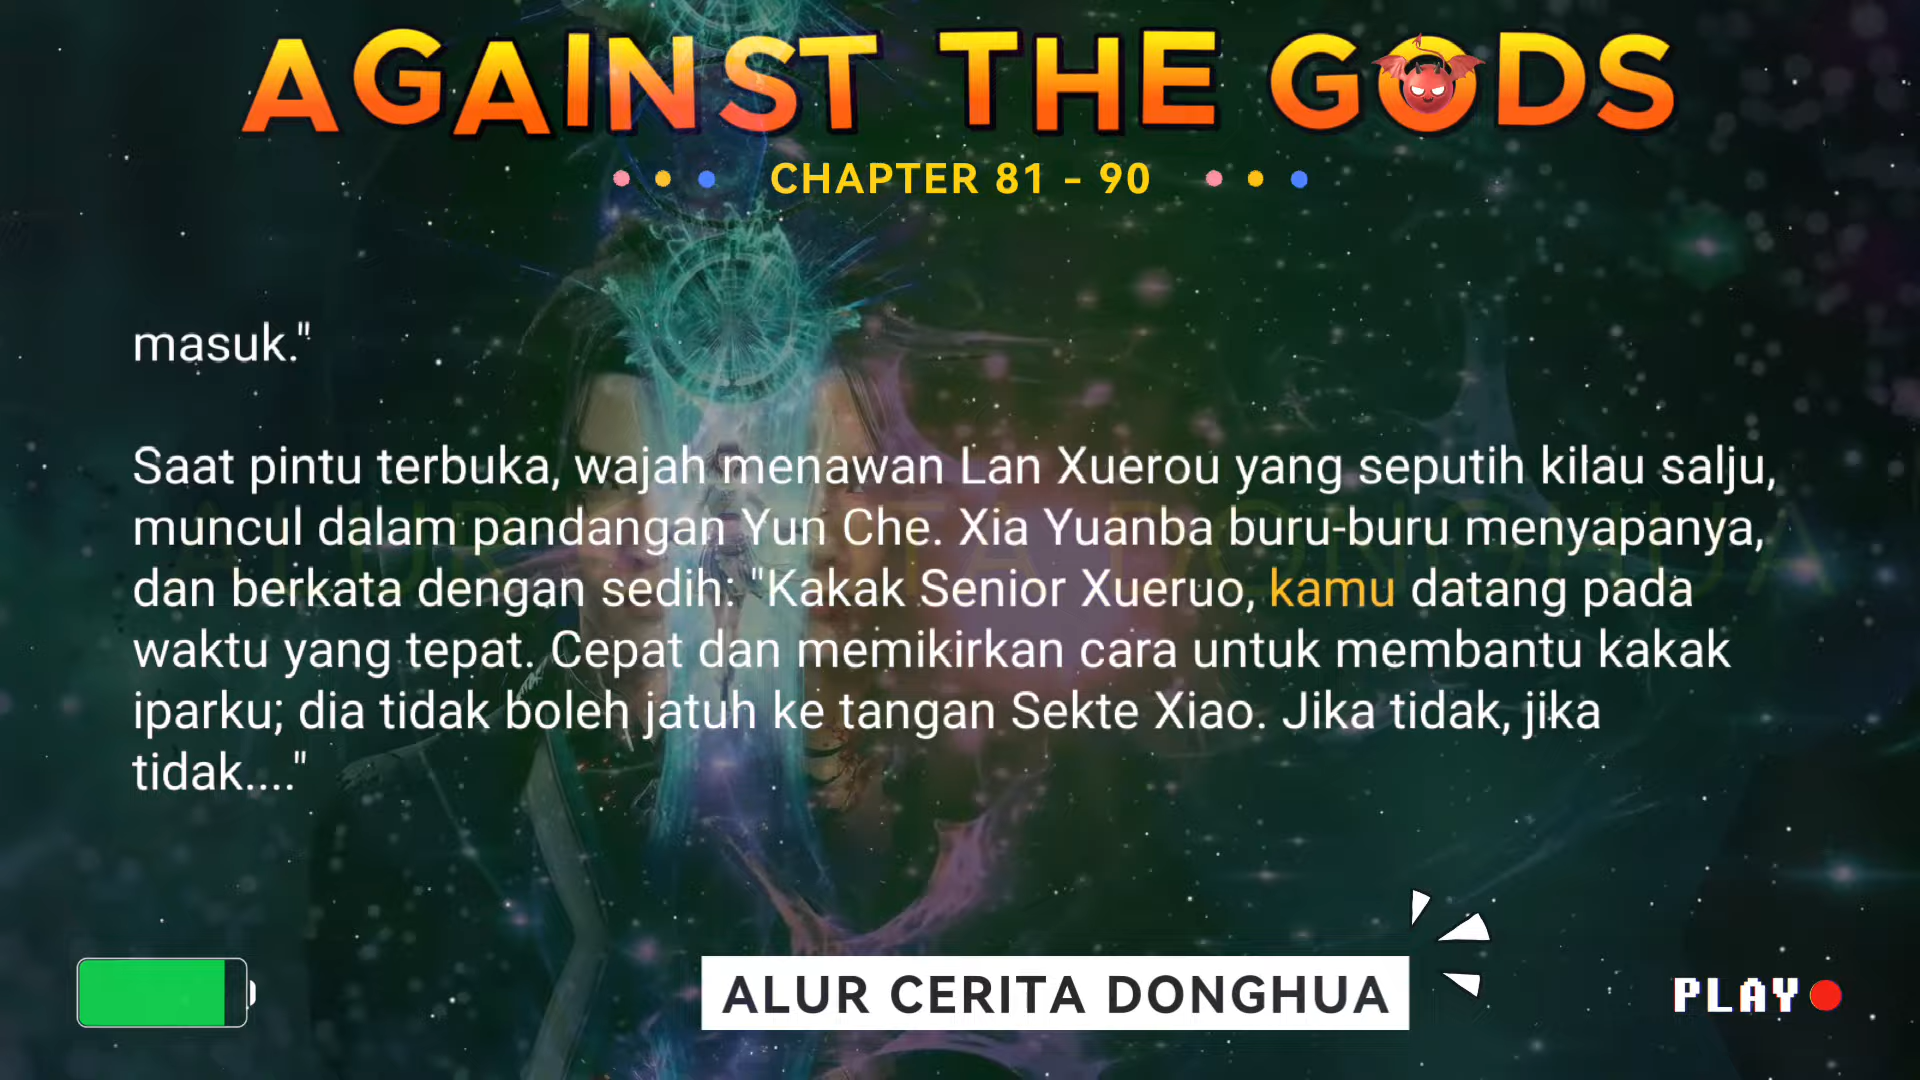 AGAINST THE GODS
CHAPTER 81 - 90
masuk."
Saat pintu terbuka, wajah menawan Lan Xuerou yang seputih kilau salju,
muncul dalam pandangan Yun Che. Xia Yuanba buru-buru menyapanya,
dan berkata dengan sedih: "Kakak Senior Xueruo, kamu datang pada
waktu yang tepat. Cepat dan memikirkan cara untuk membantu kakak
iparku; dia tidak boleh jatuh ke tangan Sekte Xiao. Jika tidak, jika
tidak...."
ALUR CERITA DONGHUA
PLAY